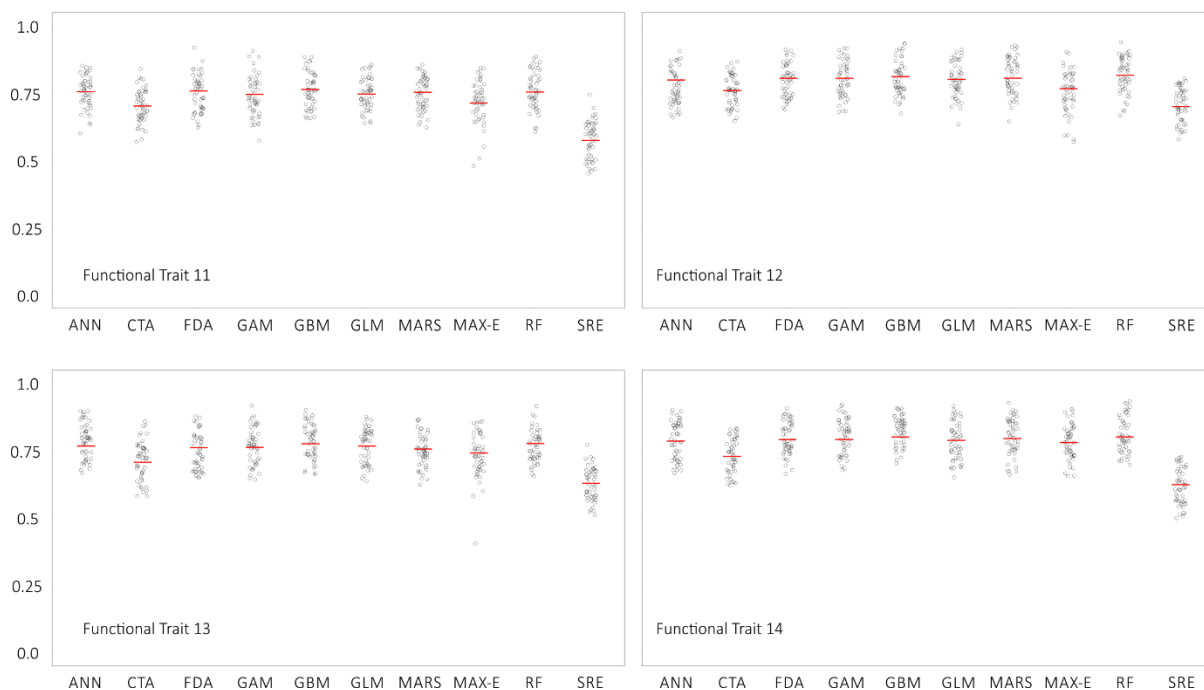 1.0
0.75
0.5
0.25
0.0
Functional Trait 11
Functional Trait 12
ANN CTA FDA GAM GBM GLM MARS MAX-E RF SRE
ANN CTA FDA GAM GBM GLM MARS MAX-E RF SRE
1.0
0.75
0.5
0.25
0.0
Functional Trait 13
Functional Trait 14
ANN CTA FDA GAM GBM GLM MARS MAX-E RF SRE
ANN CTA FDA GAM GBM GLM MARS MAX-E RF SRE